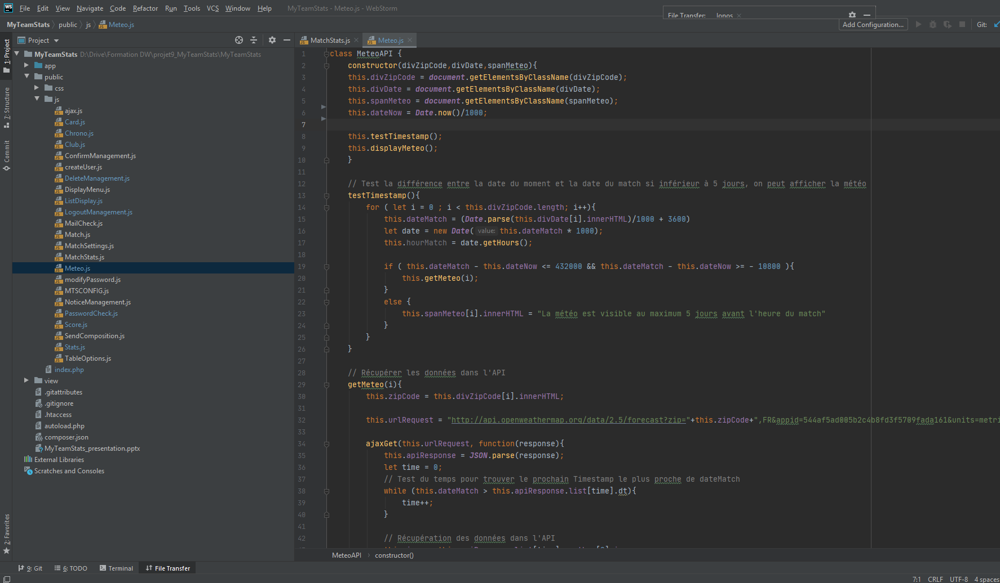 WS File Edit View Navigate Code Refactor Run Tools VCS Window Help MyTeamStats - Meteo.js - WebStorm
File Transfer: Ionos
MyTeamStats public js Meteo.js
Add Configuration... Git:
1: Project
7: Structure
Commit
2: Favorites
Project
MyTeamStats D:\Drive\Formation DW\projet9_MyTeamStats\MyTeamStats
app
public
css
js
ajax.js
Card.js
Chrono.js
Club.js
ConfirmManagement.js
createUser.js
DeleteManagement.js
DisplayMenu.js
ListDisplay.js
LogoutManagement.js
MailCheck.js
Match.js
MatchSettings.js
MatchStats.js
Meteo.js
modifyPassword.js
MTSCONFIG.js
NoticeManagement.js
PasswordCheck.js
Score.js
SendComposition.js
Stats.js
TableOptions.js
index.php
view
.gitattributes
.gitignore
.htaccess
autoload.php
composer.json
MyTeamStats_presentation.pptx
External Libraries
Scratches and Consoles
MatchStats.js Meteo.js
1 class MeteoAPI {
2 constructor(divZipCode,divDate,spanMeteo){
3 this.divZipCode = document.getElementsByClassName(divZipCode);
4 this.divDate = document.getElementsByClassName(divDate);
5 this.spanMeteo = document.getElementsByClassName(spanMeteo);
6 this.dateNow = Date.now()/1000;
7
8 this.testTimestamp();
9 this.displayMeteo();
10 }
11
12 // Test la différence entre la date du moment et la date du match si inférieur à 5 jours, on peut afficher la météo
13 testTimestamp(){
14 for ( let i = 0 ; i < this.divZipCode.length; i++){
15 this.dateMatch = (Date.parse(this.divDate[i].innerHTML)/1000 + 3600)
16 let date = new Date( value: this.dateMatch * 1000);
17 this.hourMatch = date.getHours();
18
19 if ( this.dateMatch - this.dateNow <= 432000 && this.dateMatch - this.dateNow >= - 10800 ){
20 this.getMeteo(i);
21 }
22 else {
23 this.spanMeteo[i].innerHTML = "La météo est visible au maximum 5 jours avant l'heure du match"
24 }
25 }
26 }
27
28 // Récupérer les données dans l'API
29 getMeteo(i){
30 this.zipCode = this.divZipCode[i].innerHTML;
31
32 this.urlRequest = "http://api.openweathermap.org/data/2.5/forecast?zip="+this.zipCode+",FR&appid=544af5ad005b2c4b8fd3f5709fada161&units=metri
33
34 ajaxGet(this.urlRequest, function(response){
35 this.apiResponse = JSON.parse(response);
36 let time = 0;
37 // Test du temps pour trouver le prochain Timestamp le plus proche de dateMatch
38 while (this.dateMatch > this.apiResponse.list[time].dt){
39 time++;
40 }
41
42 // Récupération des données dans l'API
MeteoAPI constructor()
9: Git 6: TODO Terminal File Transfer
7:1 CRLF UTF-8 4 spaces